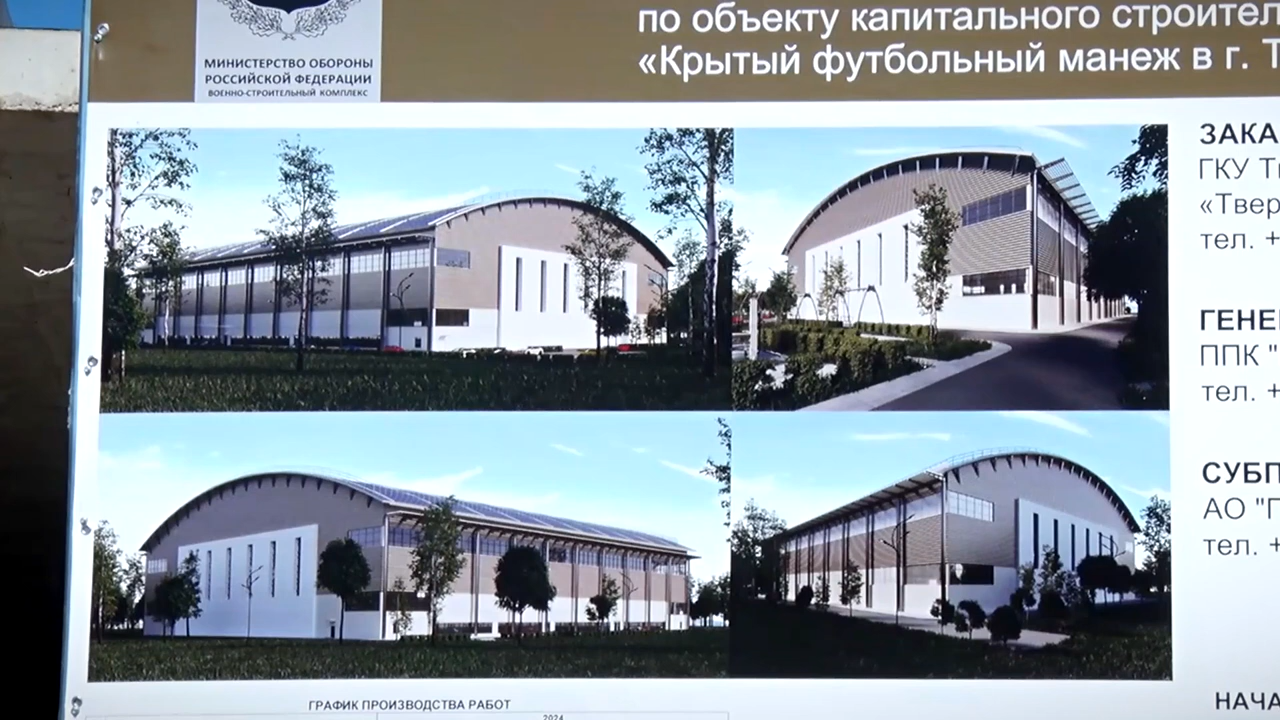 МИНИСТЕРСТВО ОБОРОНЫ
РОССИЙСКОЙ ФЕДЕРАЦИИ
ВОЕННО-СТРОИТЕЛЬНЫЙ КОМПЛЕКС
по объекту капитального строител
«Крытый футбольный манеж в г. Т
ЗАКА
ГКУ Тв
«Твер
тел. +
ГЕНЕ
ППК "
тел. +
СУБП
АО "Г
тел. +
ГРАФИК ПРОИЗВОДСТВА РАБОТ
2024
НАЧА